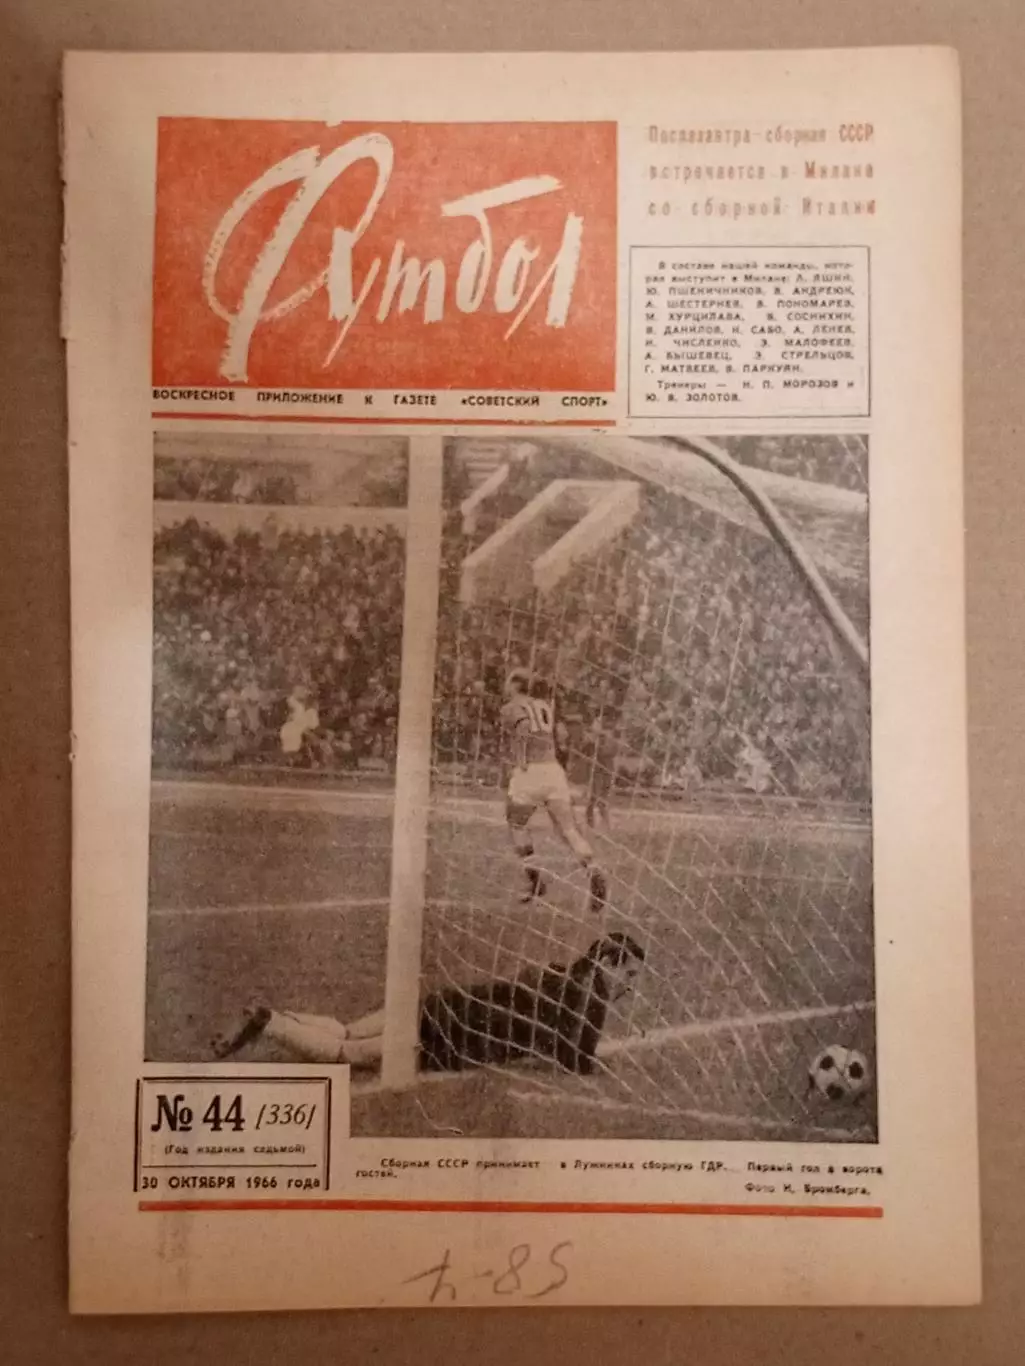 Футбол
ВОСКРЕСНОЕ ПРИЛОЖЕНИЕ К ГАЗЕТЕ «СОВЕТСКИЙ СПОРТ»
Послезавтра сборная СССР
встречается в Милане
со сборной Италии
В составе нашей команды, кото-
рая выступит в Милане: Л. ЯШИН,
Ю. ПШЕНИЧНИКОВ, В. АНДРЕЮК,
А. ШЕСТЕРНЕВ, В. ПОНОМАРЕВ,
М. ХУРЦИЛАВА, В. СОСНИХИН,
В. ДАНИЛОВ, Й. САБО, А. ЛЕНЕВ,
И. ЧИСЛЕНКО, Э. МАЛОФЕЕВ,
А. БЫШЕВЕЦ, Э. СТРЕЛЬЦОВ,
Г. МАТВЕЕВ, В. ПАРКУЯН.
Тренеры — Н. П. МОРОЗОВ и
Ю. В. ЗОЛОТОВ.
10
№ 44 /336/
(Год издания седьмой)
30 ОКТЯБРЯ 1966 года
Сборная СССР принимает в Лужниках сборную ГДР. Первый гол в ворота
гостей.
Фото Н. Бромберга.